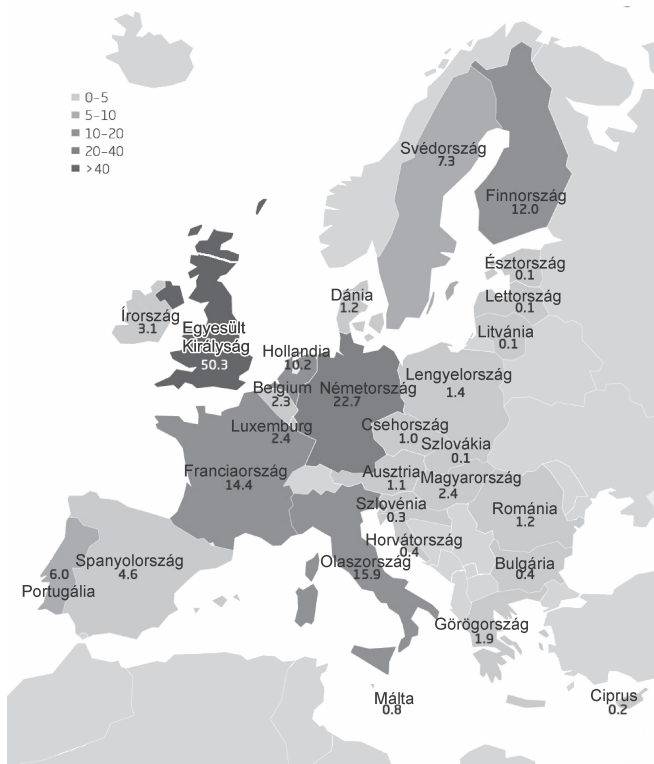 0–5
5–10
10–20
20–40
>40
Svédország
7.3
Finnország
12.0
Észtország
0.1
Dánia
1.2
Lettország
0.1
Írország
3.1
Egyesült
Királyság
50.3
Litvánia
0.1
Hollandia
10.2
Lengyelország
1.4
Belgium
2.3
Németország
22.7
Luxemburg
2.4
Csehország
1.0
Szlovákia
0.1
Franciaország
14.4
Ausztria
1.1
Magyarország
2.4
Szlovénia
0.3
Románia
1.2
Horvátország
0.4
Spanyolország
4.6
6.0
Portugália
Olaszország
15.9
Bulgária
0.4
Görögország
1.9
Málta
0.8
Ciprus
0.2